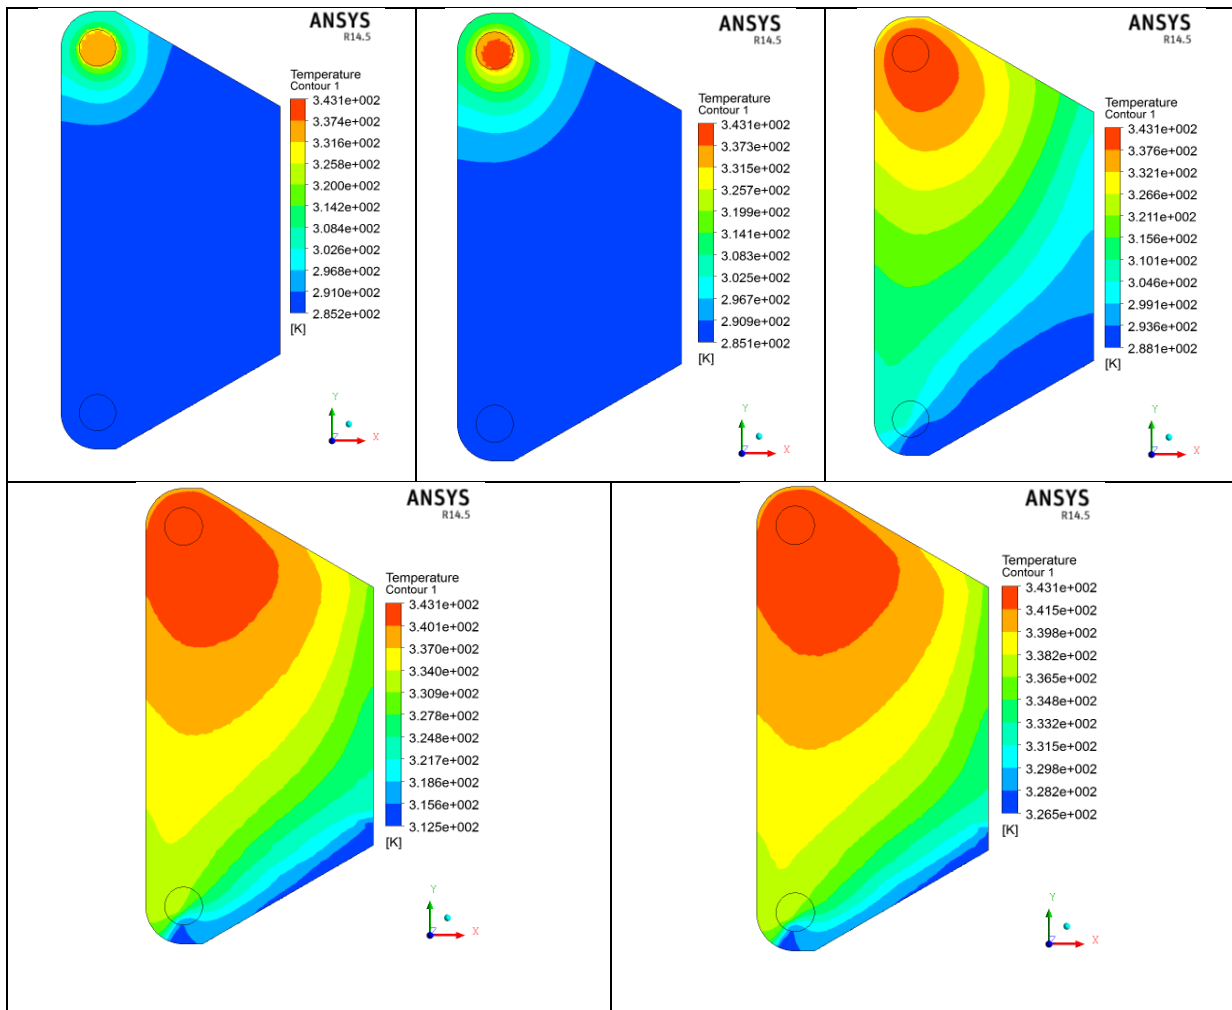 ANSYS
R14.5
Temperature
Contour 1
3.431e+002
3.374e+002
3.316e+002
3.258e+002
3.200e+002
3.142e+002
3.084e+002
3.026e+002
2.968e+002
2.910e+002
2.852e+002
[K]
Y
X
Z
ANSYS
R14.5
Temperature
Contour 1
3.431e+002
3.373e+002
3.315e+002
3.257e+002
3.199e+002
3.141e+002
3.083e+002
3.025e+002
2.967e+002
2.909e+002
2.851e+002
[K]
Y
X
Z
ANSYS
R14.5
Temperature
Contour 1
3.431e+002
3.376e+002
3.321e+002
3.266e+002
3.211e+002
3.156e+002
3.101e+002
3.046e+002
2.991e+002
2.936e+002
2.881e+002
[K]
Y
X
Z
ANSYS
R14.5
Temperature
Contour 1
3.431e+002
3.401e+002
3.370e+002
3.340e+002
3.309e+002
3.278e+002
3.248e+002
3.217e+002
3.186e+002
3.156e+002
3.125e+002
[K]
Y
X
Z
ANSYS
R14.5
Temperature
Contour 1
3.431e+002
3.415e+002
3.398e+002
3.382e+002
3.365e+002
3.348e+002
3.332e+002
3.315e+002
3.298e+002
3.282e+002
3.265e+002
[K]
Y
X
Z